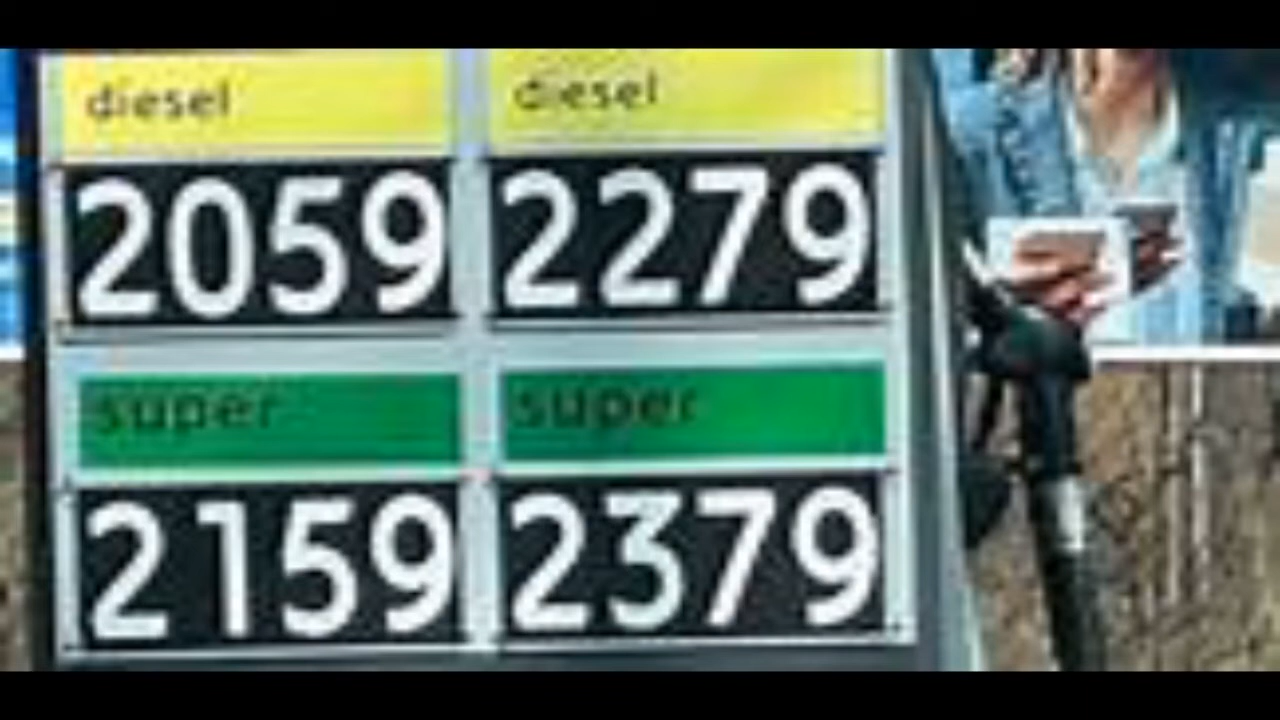 diesel diesel
2059 2279
super super
2159 2379